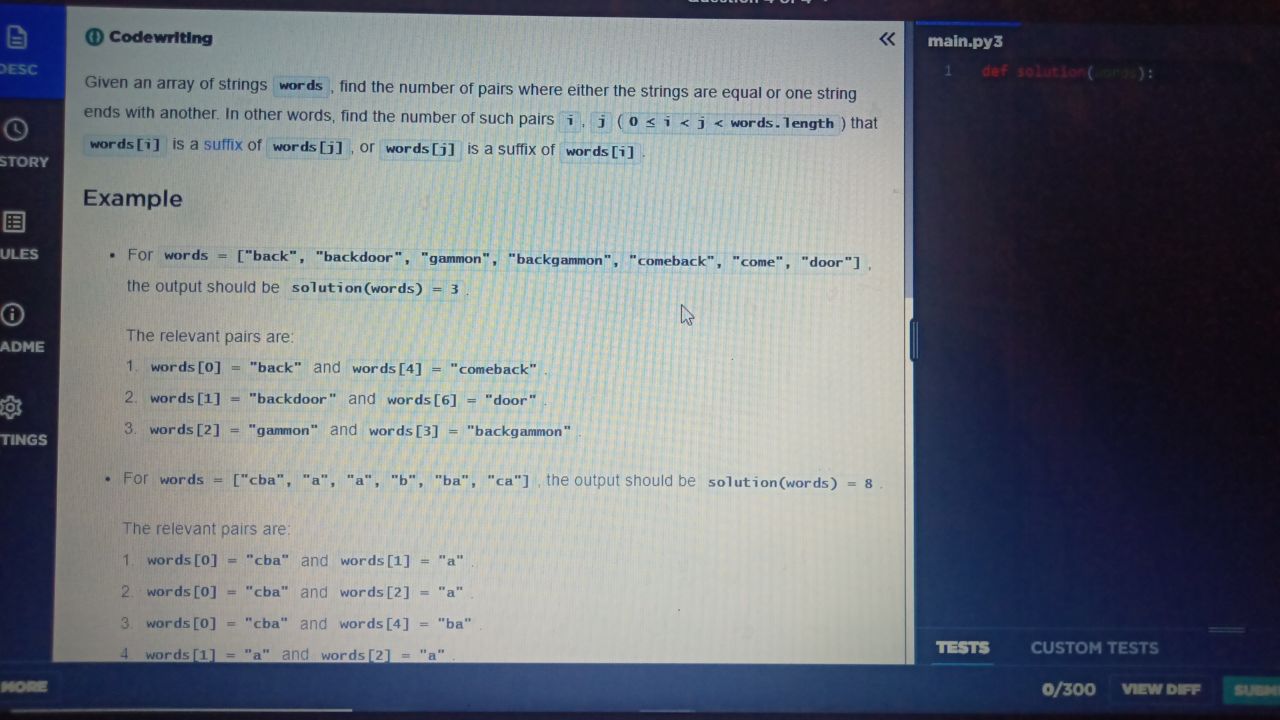 DESC
STORY
ULES
ADME
TINGS
MORE
Codewriting
Given an array of strings words , find the number of pairs where either the strings are equal or one string
ends with another. In other words, find the number of such pairs i , j ( 0 ≤ i < j < words.length ) that
words[i] is a suffix of words[j] , or words[j] is a suffix of words[i] .
Example
• For words = ["back", "backdoor", "gammon", "backgammon", "comeback", "come", "door"] ,
the output should be solution(words) = 3 .
The relevant pairs are:
1. words[0] = "back" and words[4] = "comeback" .
2. words[1] = "backdoor" and words[6] = "door" .
3. words[2] = "gammon" and words[3] = "backgammon" .
• For words = ["cba", "a", "a", "b", "ba", "ca"] , the output should be solution(words) = 8 .
The relevant pairs are:
1. words[0] = "cba" and words[1] = "a" .
2. words[0] = "cba" and words[2] = "a" .
3. words[0] = "cba" and words[4] = "ba" .
4. words[1] = "a" and words[2] = "a" .
main.py3
1 def solution(words):
TESTS CUSTOM TESTS
0/300 VIEW DIFF SUBM